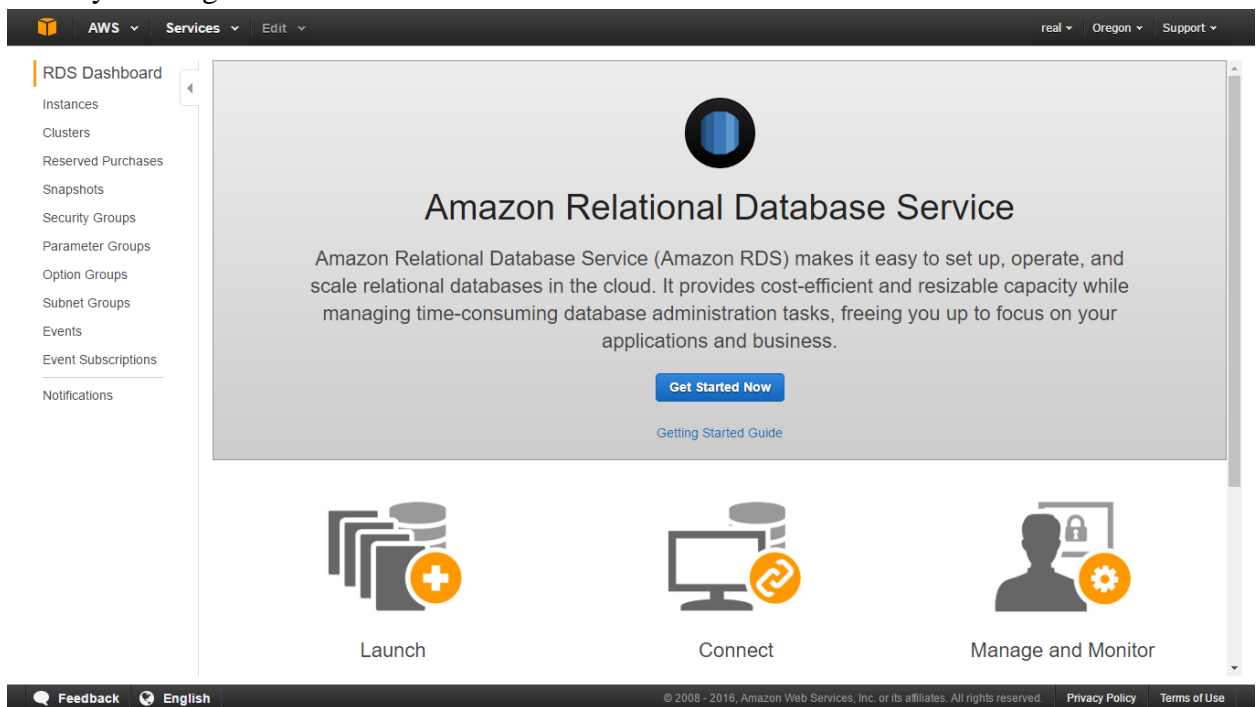 AWS Services Edit real Oregon Support
RDS Dashboard
Instances
Clusters
Reserved Purchases
Snapshots
Security Groups
Parameter Groups
Option Groups
Subnet Groups
Events
Event Subscriptions
Notifications
Amazon Relational Database Service
Amazon Relational Database Service (Amazon RDS) makes it easy to set up, operate, and
scale relational databases in the cloud. It provides cost-efficient and resizable capacity while
managing time-consuming database administration tasks, freeing you up to focus on your
applications and business.
Get Started Now
Getting Started Guide
Launch
Connect
Manage and Monitor
Feedback English © 2008 - 2016, Amazon Web Services, Inc. or its affiliates. All rights reserved. Privacy Policy Terms of Use